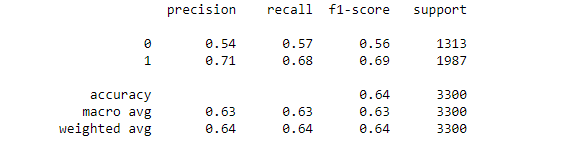 precision recall f1-score support
0 0.54 0.57 0.56 1313
1 0.71 0.68 0.69 1987
accuracy 0.64 3300
macro avg 0.63 0.63 0.63 3300
weighted avg 0.64 0.64 0.64 3300